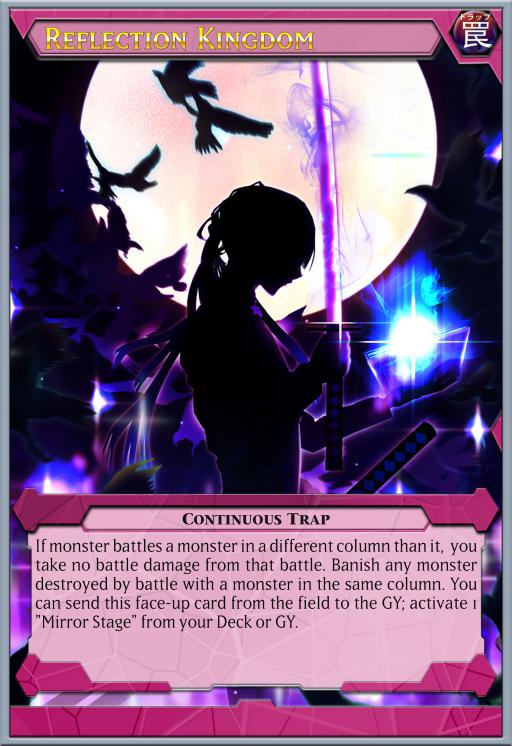 Reflection Kingdom
トラップ
罠
Continuous Trap
If monster battles a monster in a different column than it, you
take no battle damage from that battle. Banish any monster
destroyed by battle with a monster in the same column. You
can send this face-up card from the field to the GY; activate 1
"Mirror Stage" from your Deck or GY.